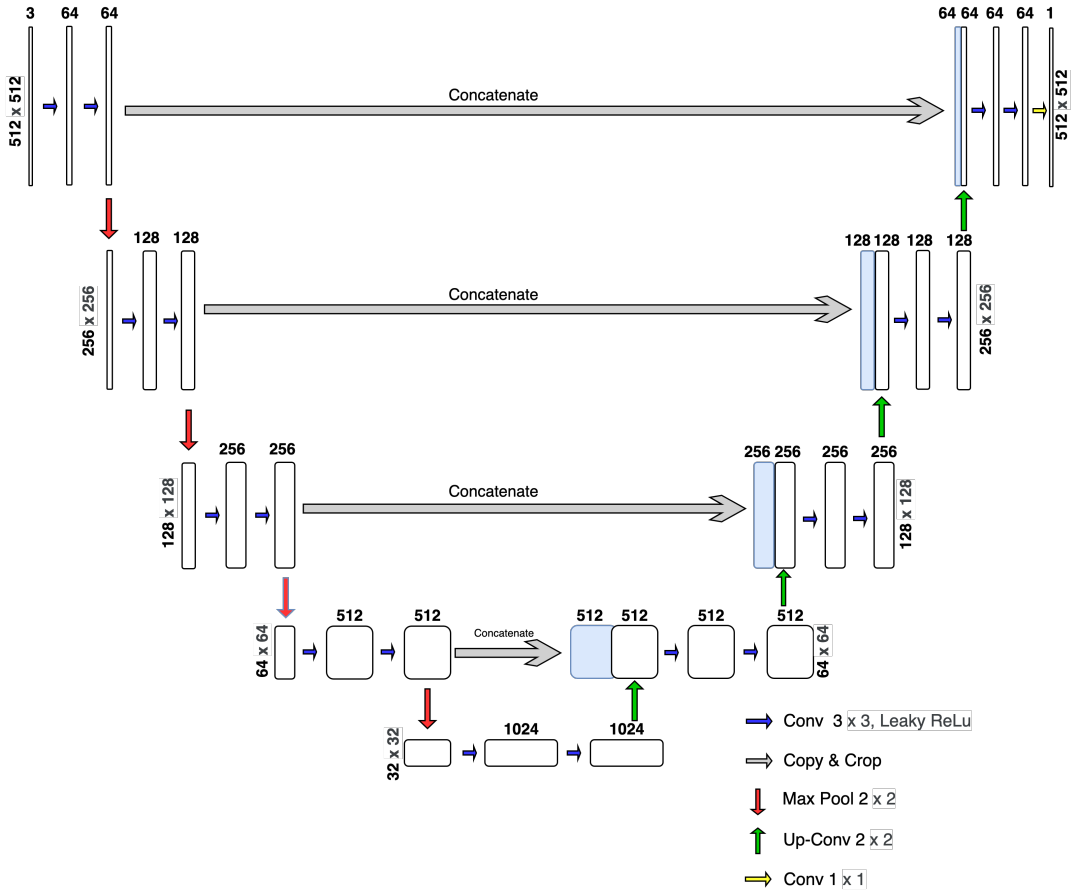 3 64 64
64 64 64 64 1
512 x 512
Concatenate
512 x 512
128 128
128 128 128 128
256 x 256
Concatenate
256 x 256
256 256
256 256 256 256
128 x 128
Concatenate
128 x 128
512 512
Concatenate
512 512 512 512
64 x 64
64 x 64
1024 1024
32 x 32
Conv 3 x 3, Leaky ReLu
Copy & Crop
Max Pool 2 x 2
Up-Conv 2 x 2
Conv 1 x 1